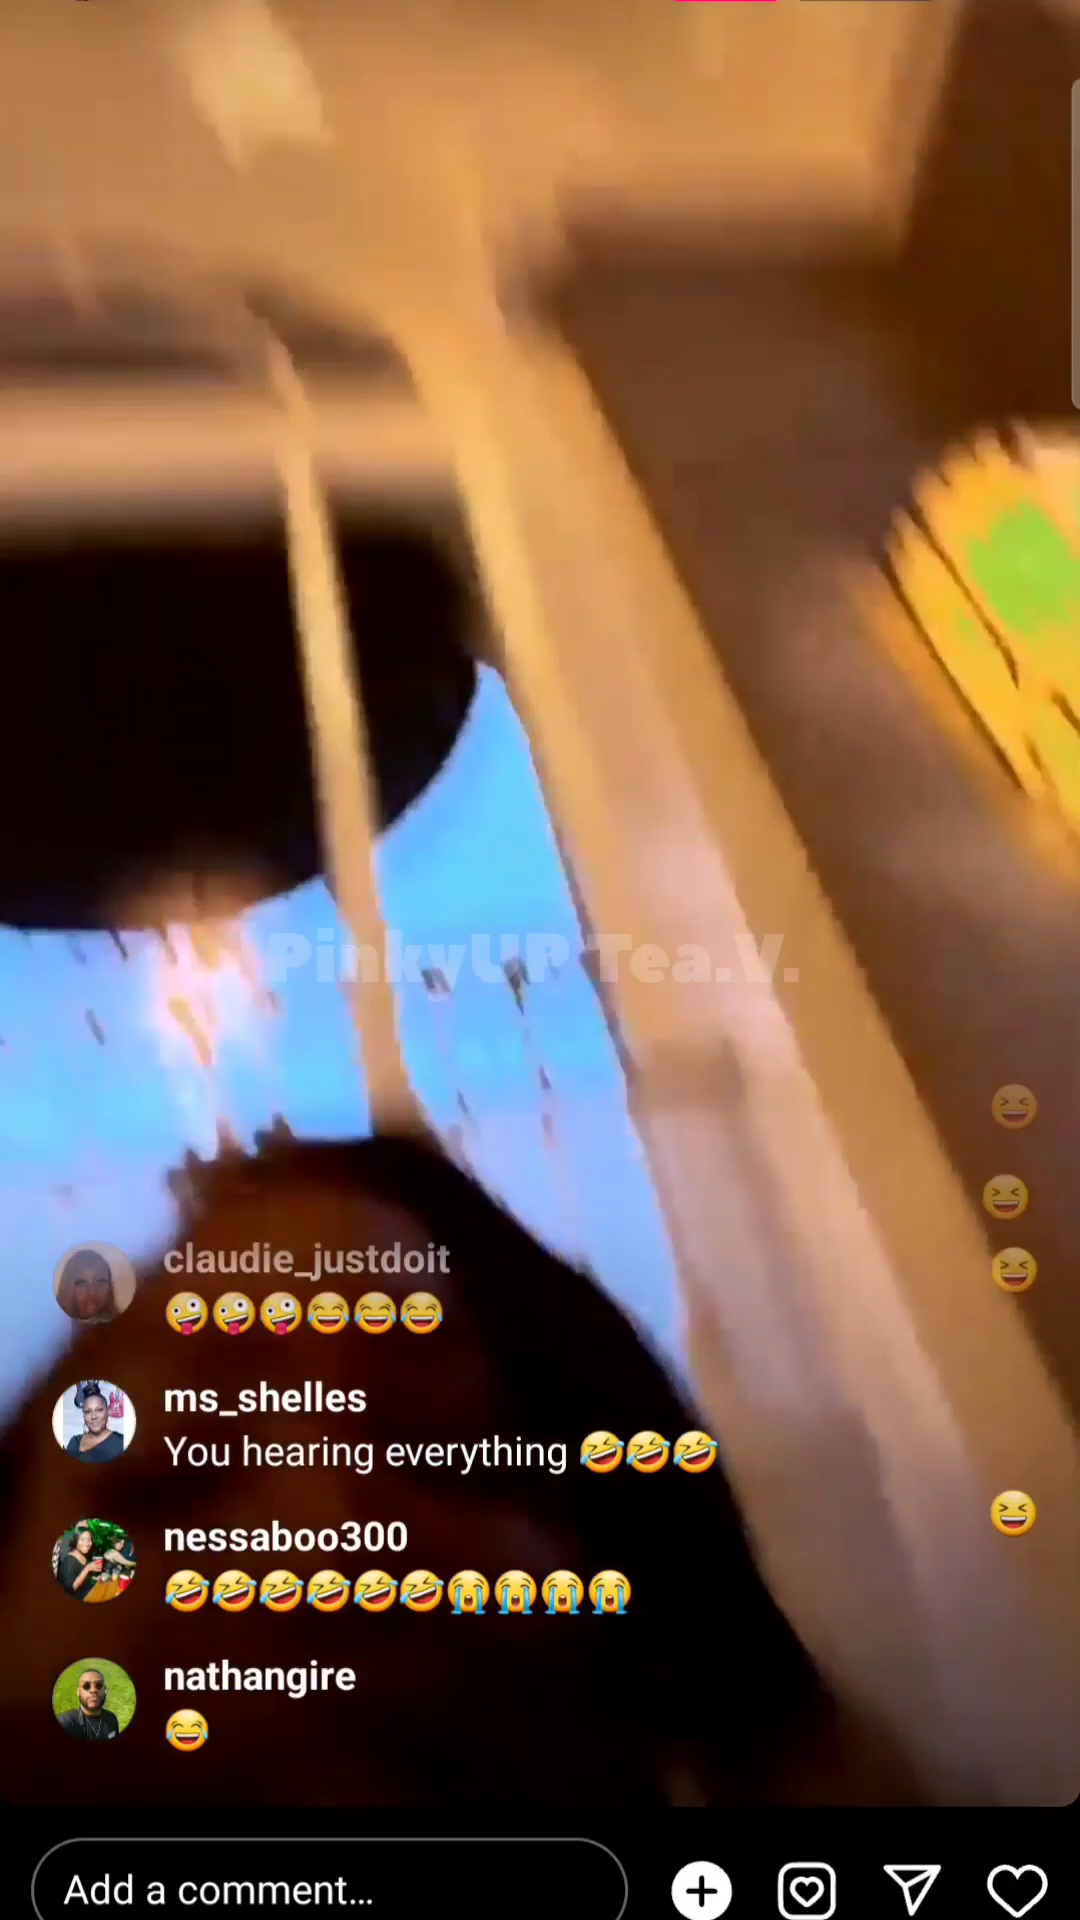 PinkyUP Tea.V.
claudie_justdoit
🤪🤪🤪😂😂😂
ms_shelles
You hearing everything 🤣🤣🤣
nessaboo300
🤣🤣🤣🤣🤣🤣😭😭😭😭
nathangire
😂
Add a comment...